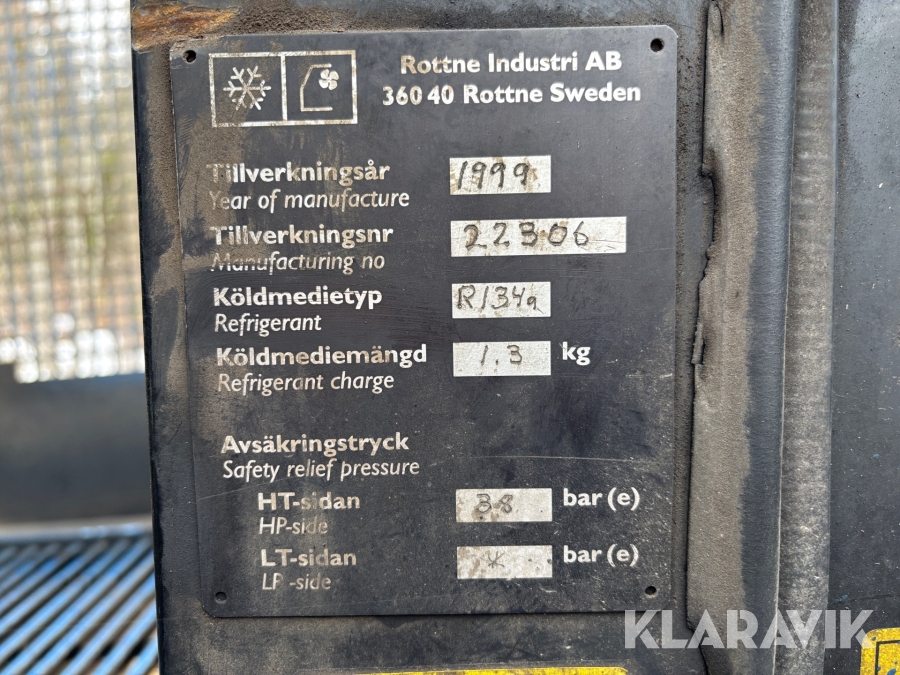 Rottne Industri AB
360 40 Rottne Sweden
Tillverkningsår 1999
Year of manufacture
Tillverkningsnr 22306
Manufacturing no
Köldmedietyp R134a
Refrigerant
Köldmediemängd 1.3 kg
Refrigerant charge
Avsäkringstryck
Safety relief pressure
HT-sidan 38 bar (e)
HP-side
LT-sidan * bar (e)
LP-side
KLARAVIK